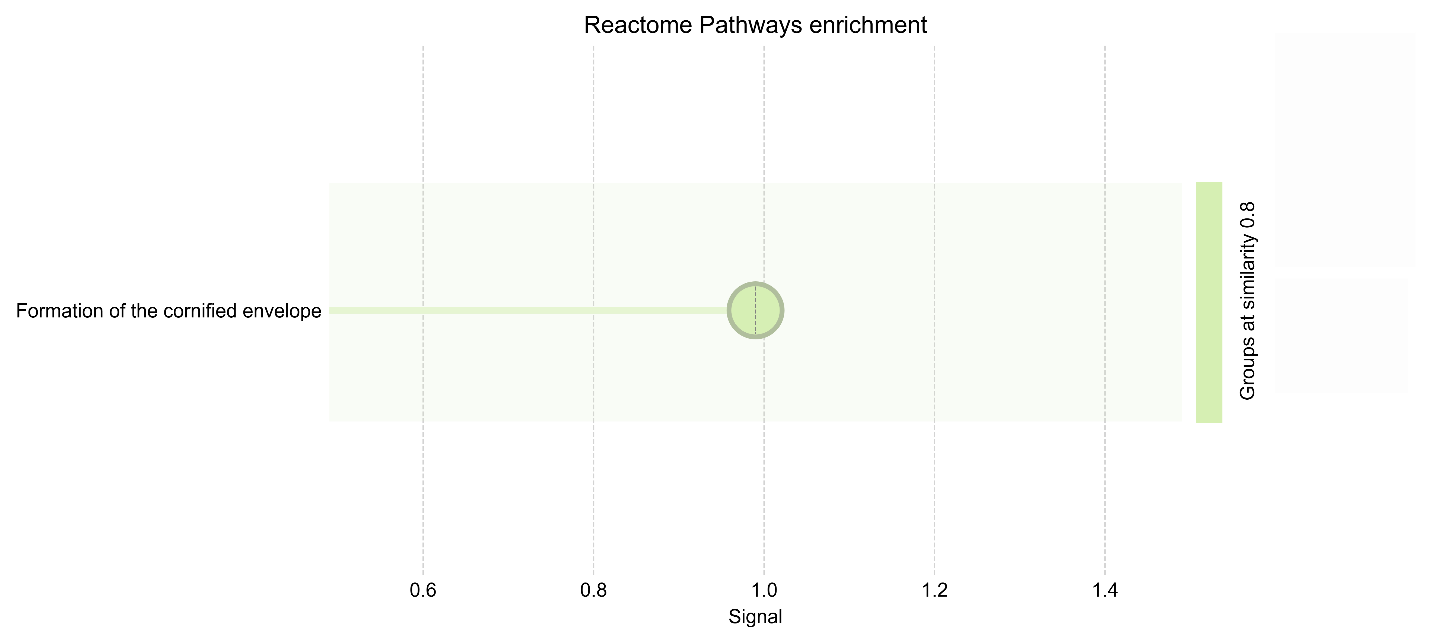 Reactome Pathways enrichment
Formation of the cornified envelope
Groups at similarity 0.8
0.6 0.8 1.0 1.2 1.4
Signal